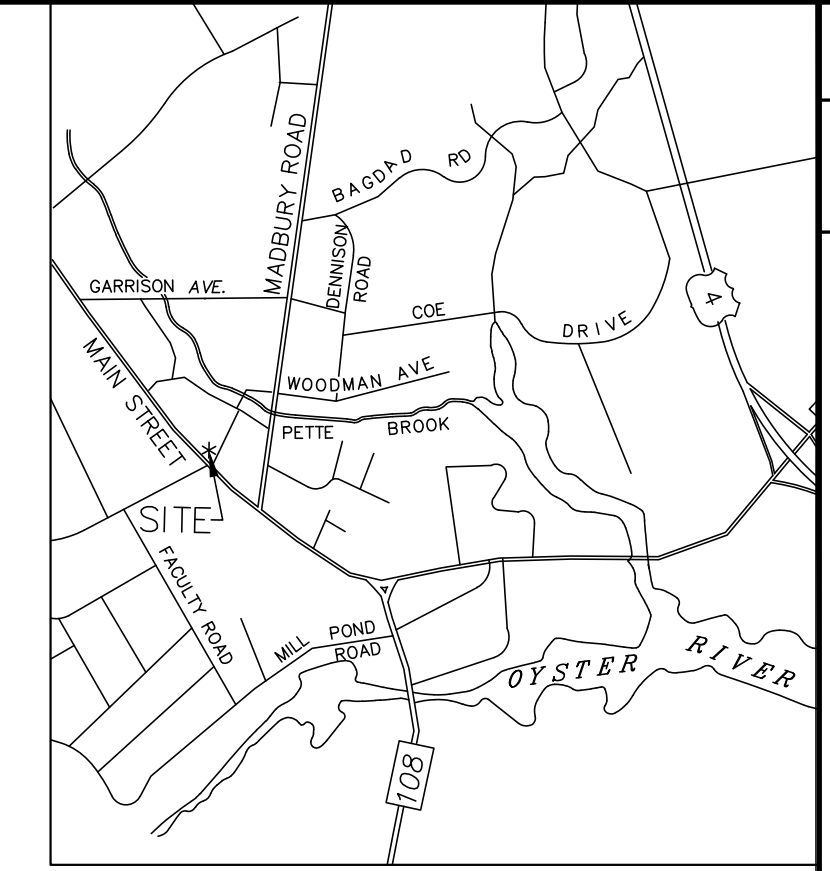 MADBURY ROAD
BAGDAD RD
DENNISON
ROAD
GARRISON AVE.
4
COE DRIVE
MAIN STREET
WOODMAN AVE
PETTE BROOK
SITE
FACULTY ROAD
MILL POND
ROAD
OYSTER RIVER
108